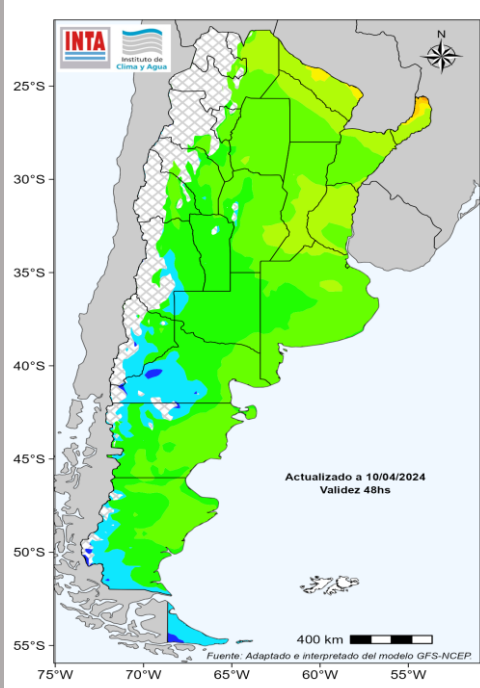 INTA
Instituto de
Clima y Agua
N
25°S
30°S
35°S
40°S
45°S
50°S
55°S
Actualizado a 10/04/2024
Validez 48hs
400 km
Fuente: Adaptado e interpretado del modelo GFS-NCEP.
75°W 70°W 65°W 60°W 55°W